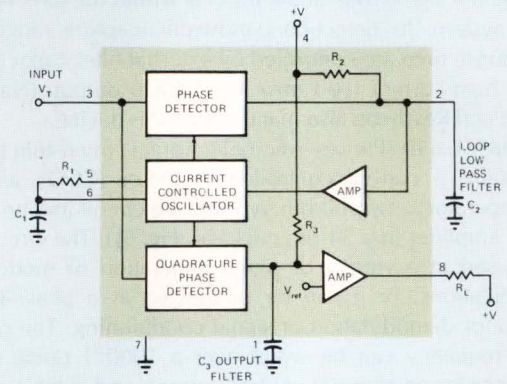 +V
4
R2
INPUT
VT
3
PHASE
DETECTOR
2
R1
5
6
C1
CURRENT
CONTROLLED
OSCILLATOR
AMP
LOOP
LOW
PASS
FILTER
C2
R3
QUADRATURE
PHASE
DETECTOR
AMP
Vref
8
RL
+V
7
1
C3 OUTPUT
FILTER